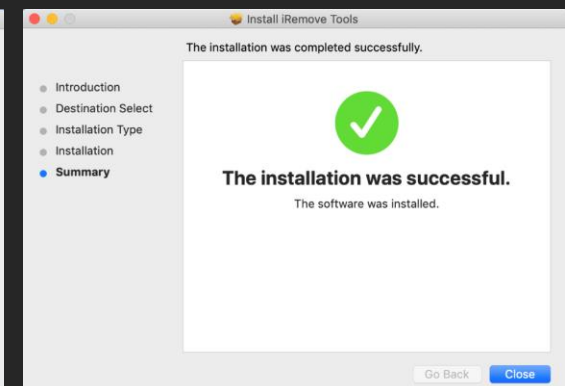 Install iRemove Tools
The installation was completed successfully.
Introduction
Destination Select
Installation Type
Installation
Summary
The installation was successful.
The software was installed.
Go Back
Close